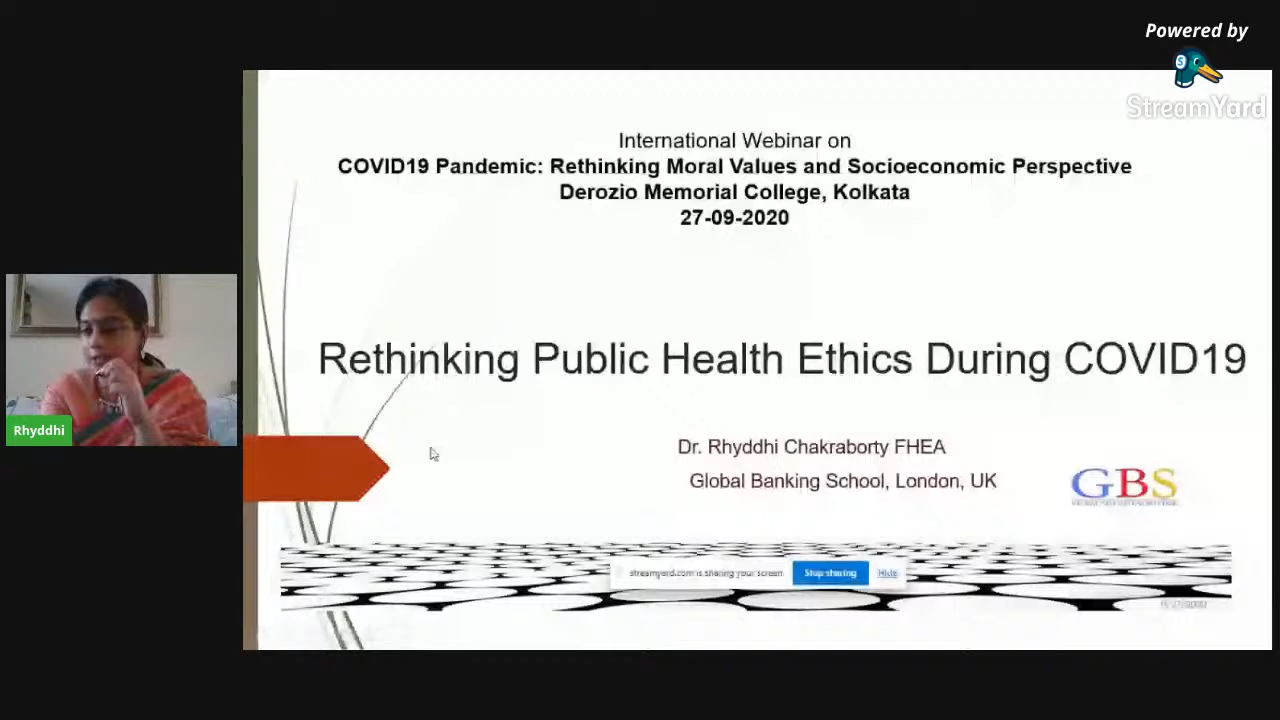 Powered by
StreamYard
International Webinar on
COVID19 Pandemic: Rethinking Moral Values and Socioeconomic Perspective
Derozio Memorial College, Kolkata
27-09-2020
Rethinking Public Health Ethics During COVID19
Dr. Rhyddhi Chakraborty FHEA
Global Banking School, London, UK
GBS
Rhyddhi
streamyard.com is sharing your screen
Stop sharing
Hide